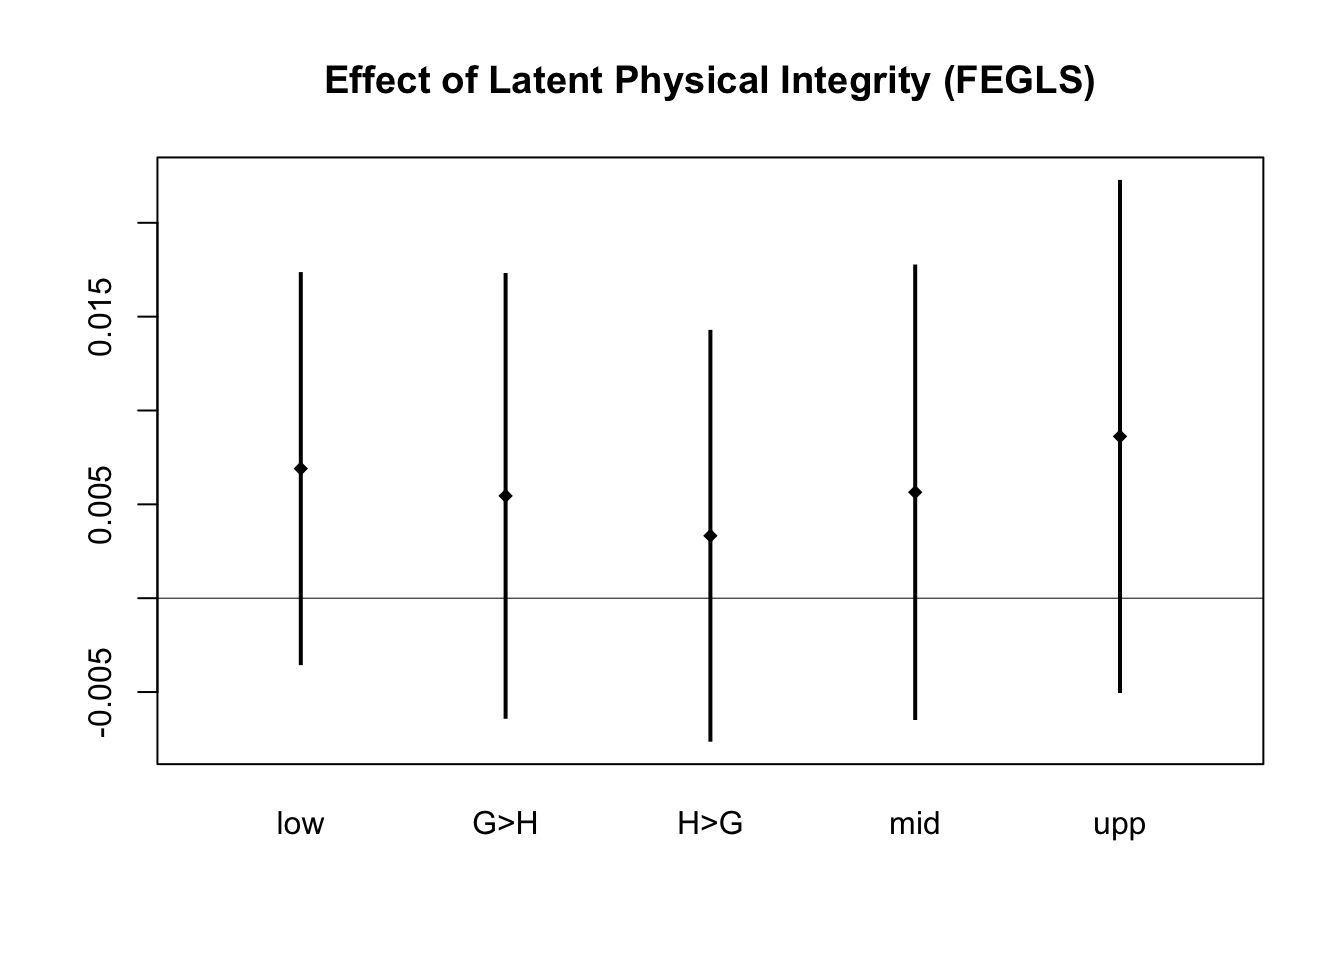 Effect of Latent Physical Integrity (FEGLS)
0.015
0.005
-0.005
low G>H H>G mid upp